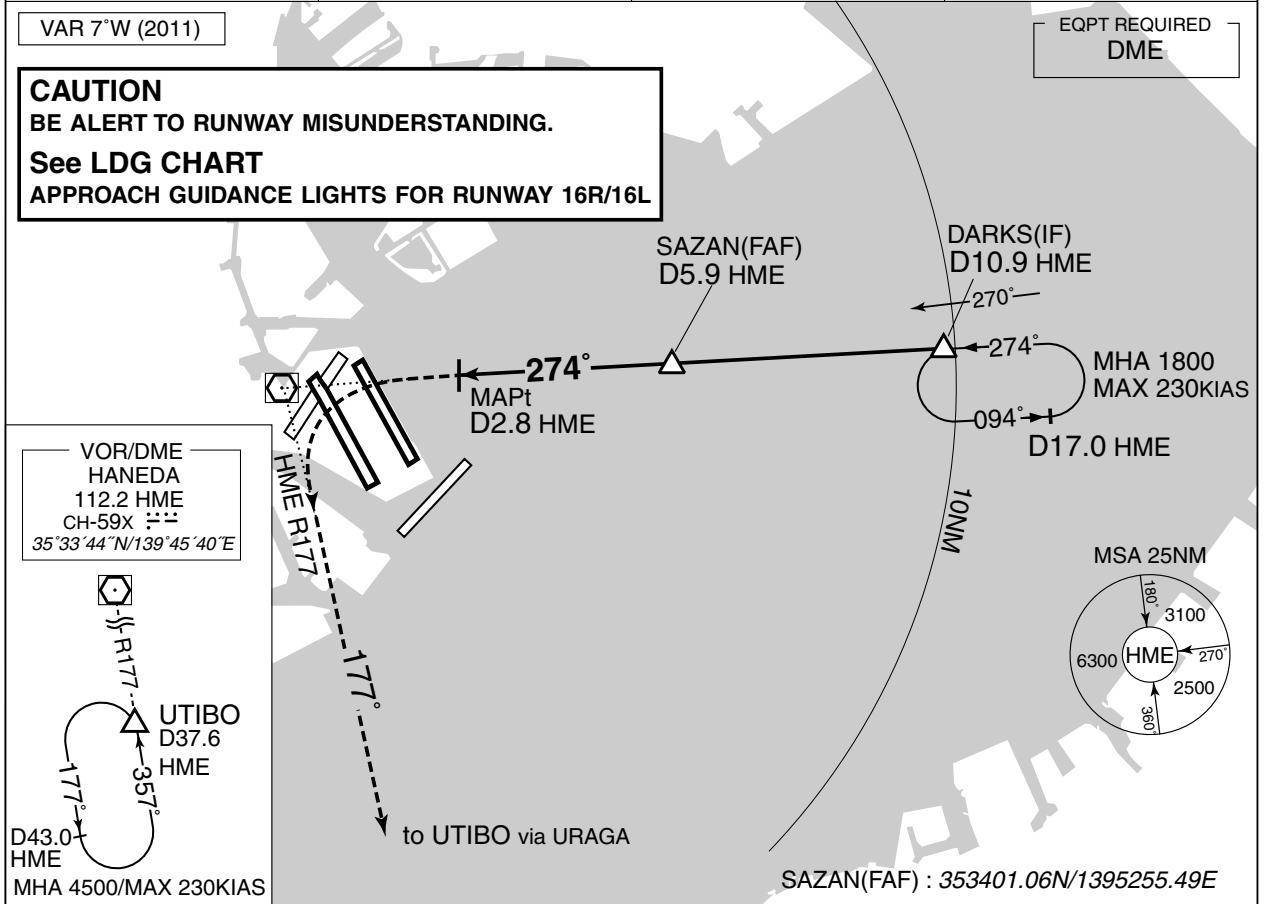 VAR 7°W (2011)
EQPT REQUIRED
DME
CAUTION
BE ALERT TO RUNWAY MISUNDERSTANDING.
See LDG CHART
APPROACH GUIDANCE LIGHTS FOR RUNWAY 16R/16L
SAZAN(FAF)
D5.9 HME
DARKS(IF)
D10.9 HME
270°
274°
274°
MHA 1800
MAX 230KIAS
094°
D17.0 HME
MAPt
D2.8 HME
HME R177
177°
10NM
to UTIBO via URAGA
VOR/DME
HANEDA
112.2 HME
CH-59X
35°33′44″N/139°45′40″E
R177
UTIBO
D37.6
HME
177°
357°
D43.0
HME
MHA 4500/MAX 230KIAS
MSA 25NM
180°
3100
6300
HME
270°
2500
360°
SAZAN(FAF) : 353401.06N/1395255.49E